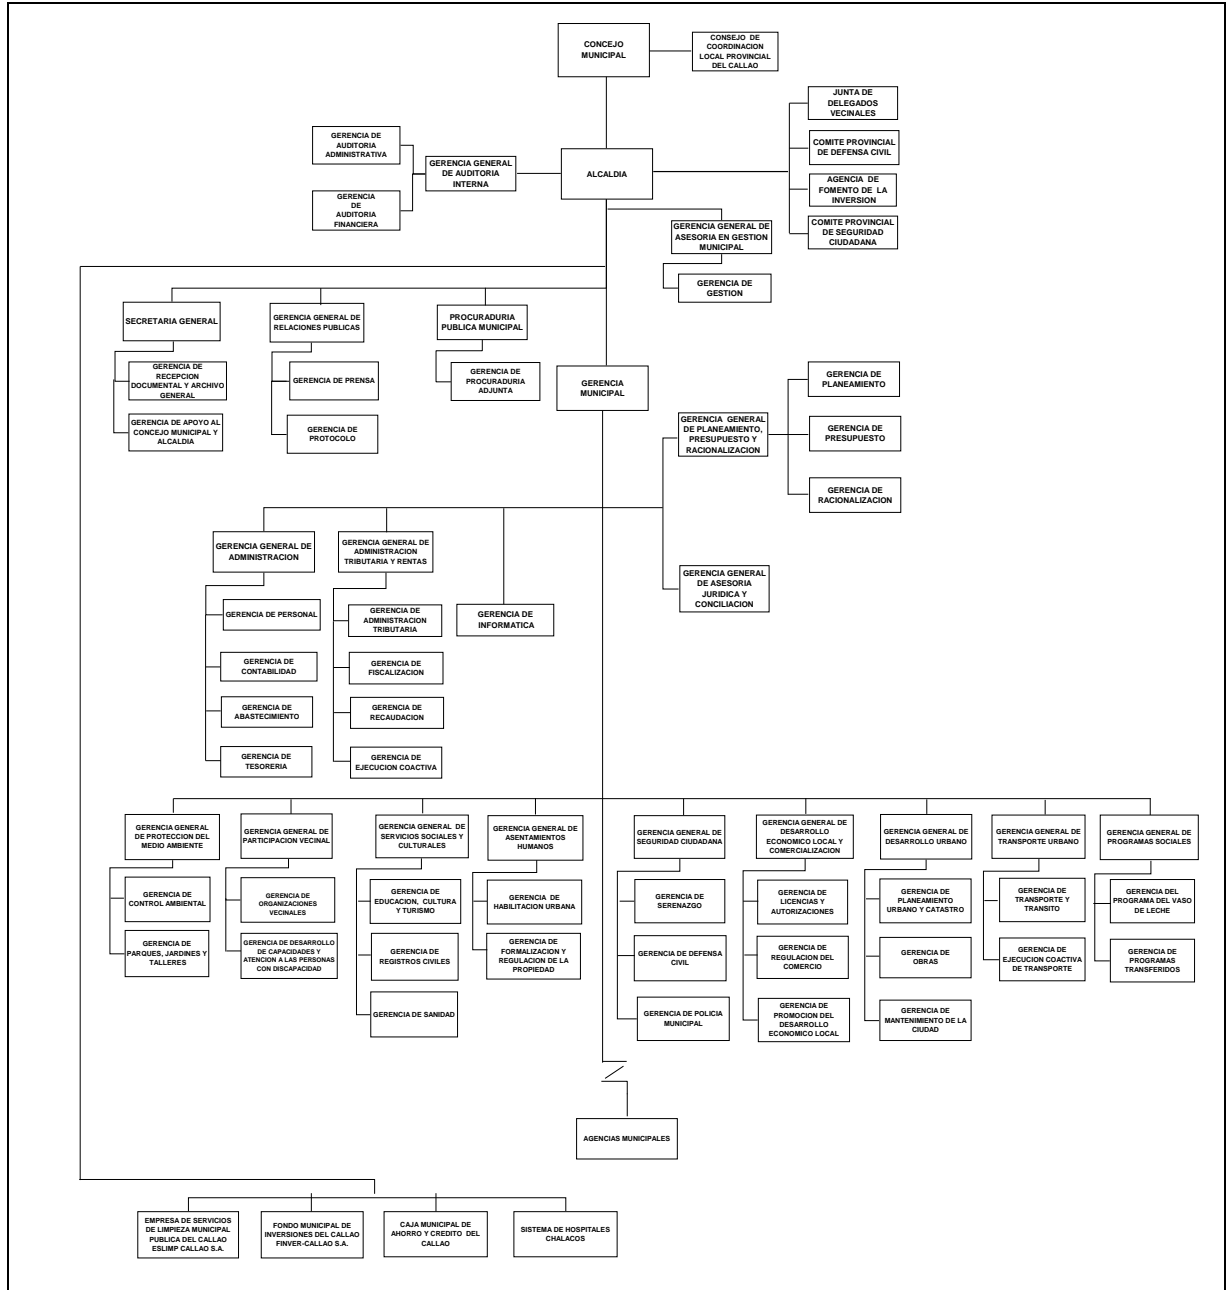 CONCEJO
MUNICIPAL
CONSEJO DE
COORDINACION
LOCAL PROVINCIAL
DEL CALLAO
JUNTA DE
DELEGADOS
VECINALES
GERENCIA DE
AUDITORIA
ADMINISTRATIVA
COMITE PROVINCIAL
DE DEFENSA CIVIL
GERENCIA GENERAL
DE AUDITORIA
INTERNA
ALCALDIA
AGENCIA DE
FOMENTO DE LA
INVERSION
GERENCIA
DE
AUDITORIA
FINANCIERA
COMITE PROVINCIAL
DE SEGURIDAD
CIUDADANA
GERENCIA GENERAL DE
ASESORIA EN GESTION
MUNICIPAL
GERENCIA DE
GESTION
SECRETARIA GENERAL
GERENCIA GENERAL DE
RELACIONES PUBLICAS
PROCURADURIA
PUBLICA MUNICIPAL
GERENCIA DE
RECEPCION
DOCUMENTAL Y ARCHIVO
GENERAL
GERENCIA DE PRENSA
GERENCIA DE
PROCURADURIA
ADJUNTA
GERENCIA
MUNICIPAL
GERENCIA DE
PLANEAMIENTO
GERENCIA DE APOYO AL
CONCEJO MUNICIPAL Y
ALCALDIA
GERENCIA DE
PROTOCOLO
GERENCIA GENERAL
DE PLANEAMIENTO,
PRESUPUESTO Y
RACIONALIZACION
GERENCIA DE
PRESUPUESTO
GERENCIA DE
RACIONALIZACION
GERENCIA GENERAL DE
ADMINISTRACION
GERENCIA GENERAL DE
ADMINISTRACION
TRIBUTARIA Y RENTAS
GERENCIA GENERAL
DE ASESORIA
JURIDICA Y
CONCILIACION
GERENCIA DE PERSONAL
GERENCIA DE
ADMINISTRACION
TRIBUTARIA
GERENCIA DE
INFORMATICA
GERENCIA DE
CONTABILIDAD
GERENCIA DE
FISCALIZACION
GERENCIA DE
ABASTECIMIENTO
GERENCIA DE
RECAUDACION
GERENCIA DE
TESORERIA
GERENCIA DE
EJECUCION COACTIVA
GERENCIA GENERAL
DE PROTECCION DEL
MEDIO AMBIENTE
GERENCIA GENERAL DE
PARTICIPACION VECINAL
GERENCIA GENERAL DE
SERVICIOS SOCIALES Y
CULTURALES
GERENCIA GENERAL DE
ASENTAMIENTOS
HUMANOS
GERENCIA GENERAL DE
SEGURIDAD CIUDADANA
GERENCIA GENERAL DE
DESARROLLO
ECONOMICO LOCAL Y
COMERCIALIZACION
GERENCIA GENERAL DE
DESARROLLO URBANO
GERENCIA GENERAL DE
TRANSPORTE URBANO
GERENCIA GENERAL DE
PROGRAMAS SOCIALES
GERENCIA DE
CONTROL AMBIENTAL
GERENCIA DE
ORGANIZACIONES
VECINALES
GERENCIA DE
EDUCACION, CULTURA
Y TURISMO
GERENCIA DE
HABILITACION URBANA
GERENCIA DE
SERENAZGO
GERENCIA DE
LICENCIAS Y
AUTORIZACIONES
GERENCIA DE
PLANEAMIENTO
URBANO Y CATASTRO
GERENCIA DE
TRANSPORTE Y
TRANSITO
GERENCIA DEL
PROGRAMA DEL VASO
DE LECHE
GERENCIA DE
PARQUES, JARDINES Y
TALLERES
GERENCIA DE DESARROLLO
DE CAPACIDADES Y
ATENCION A LAS PERSONAS
CON DISCAPACIDAD
GERENCIA DE
REGISTROS CIVILES
GERENCIA DE
FORMALIZACION Y
REGULACION DE LA
PROPIEDAD
GERENCIA DE DEFENSA
CIVIL
GERENCIA DE
REGULACION DEL
COMERCIO
GERENCIA DE
OBRAS
GERENCIA DE
EJECUCION COACTIVA
DE TRANSPORTE
GERENCIA DE
PROGRAMAS
TRANSFERIDOS
GERENCIA DE SANIDAD
GERENCIA DE POLICIA
MUNICIPAL
GERENCIA DE
PROMOCION DEL
DESARROLLO
ECONOMICO LOCAL
GERENCIA DE
MANTENIMIENTO DE LA
CIUDAD
AGENCIAS MUNICIPALES
EMPRESA DE SERVICIOS
DE LIMPIEZA MUNICIPAL
PUBLICA DEL CALLAO
ESLIMP CALLAO S.A.
FONDO MUNICIPAL DE
INVERSIONES DEL CALLAO
FINVER-CALLAO S.A.
CAJA MUNICIPAL DE
AHORRO Y CREDITO DEL
CALLAO
SISTEMA DE HOSPITALES
CHALACOS